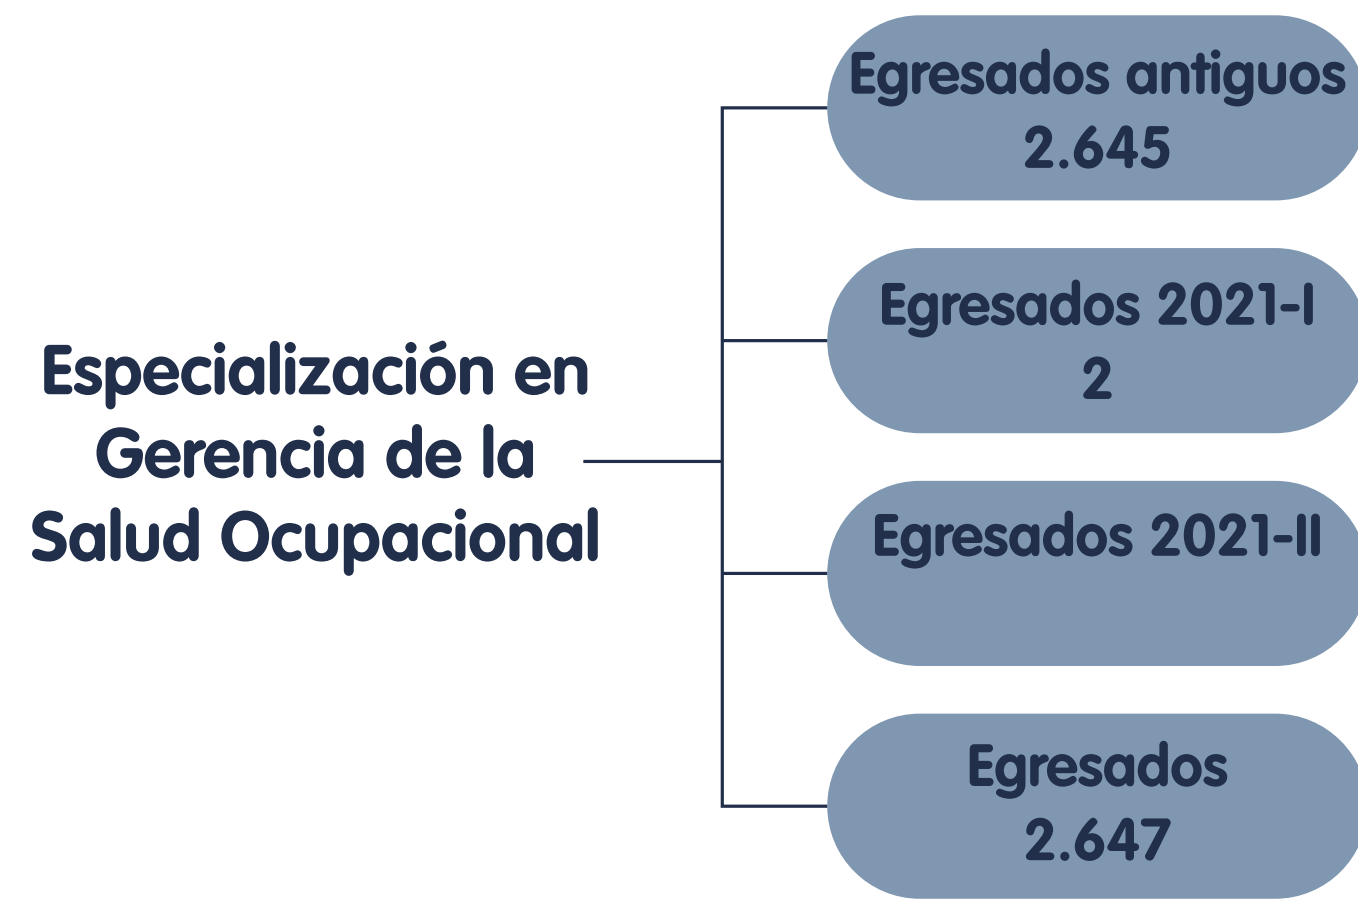 Especialización en
Gerencia de la
Salud Ocupacional
Egresados antiguos
2.645
Egresados 2021-I
2
Egresados 2021-II
Egresados
2.647